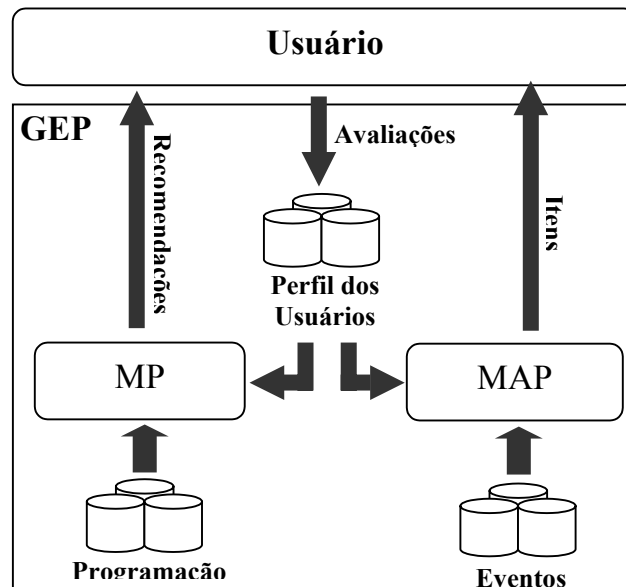 Usuário
GEP
Avaliações
Recomendações
Itens
Perfil dos
Usuários
MP
MAP
Programação
Eventos